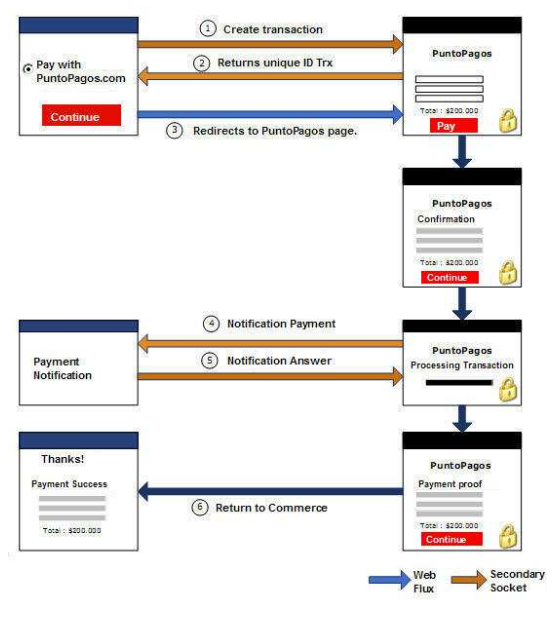 1 Create transaction
Pay with
PuntoPagos.com
Continue
2 Returns unique ID Trx
3 Redirects to PuntoPagos page.
PuntoPagos
Total : $200.000
Pay
PuntoPagos
Confirmation
Total : $200.000
Continue
4 Notification Payment
Payment
Notification
5 Notification Answer
PuntoPagos
Processing Transaction
Thanks!
Payment Success
Total : $200.000
6 Return to Commerce
PuntoPagos
Payment proof
Total : $200.000
Continue
Web
Flux
Secondary
Socket